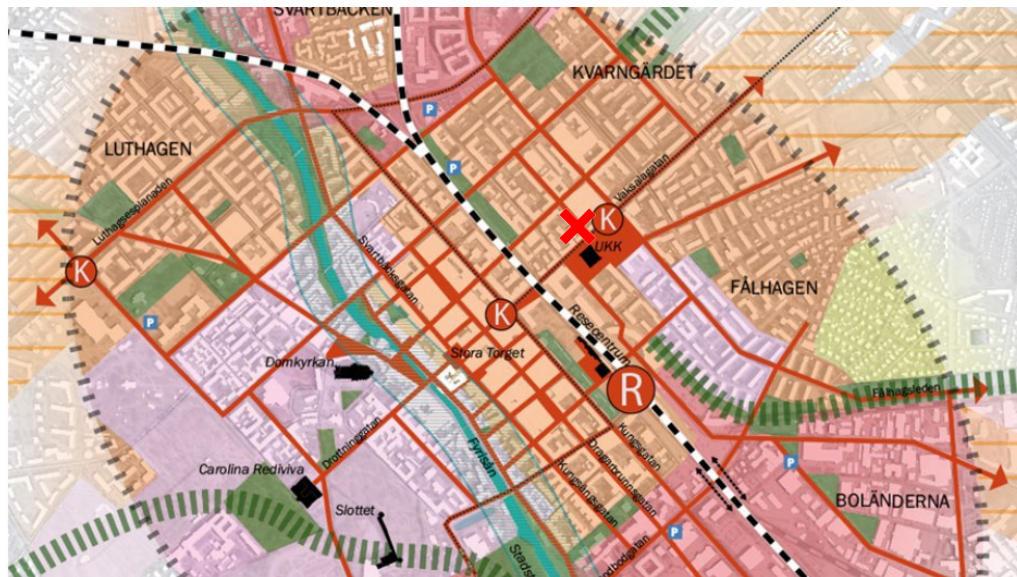 SVARTBÄCKEN
KVARNGÄRDET
P
LUTHAGEN
P
Vaksalagatan
Luthagsesplanaden
K
UKK
Svartbäcksgatan
K
FÅLHAGEN
K
Resecentrum
P
Stora Torget
Domkyrkan
R
Fålhagsleden
Kungsgatan
Drottninggatan
Fyrisån
Dragarbrunnsgatan
Carolina Rediviva
P
Kungsängsgatan
BOLÄNDERNA
Slottet
P